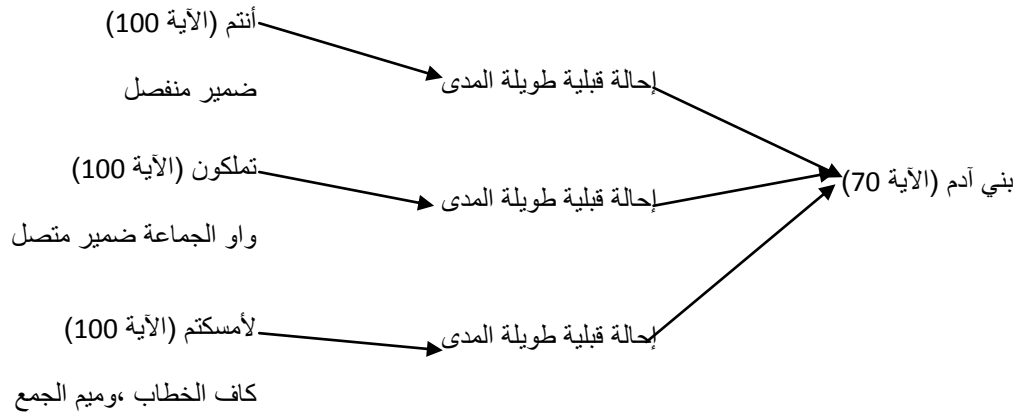 أنتم (الآية 100)
إحالة قبلية طويلة المدى
ضمير منفصل
تملكون (الآية 100)
إحالة قبلية طويلة المدى
بني آدم (الآية 70)
واو الجماعة ضمير متصل
لأمسكتم (الآية 100)
إحالة قبلية طويلة المدى
كاف الخطاب ،وميم الجمع